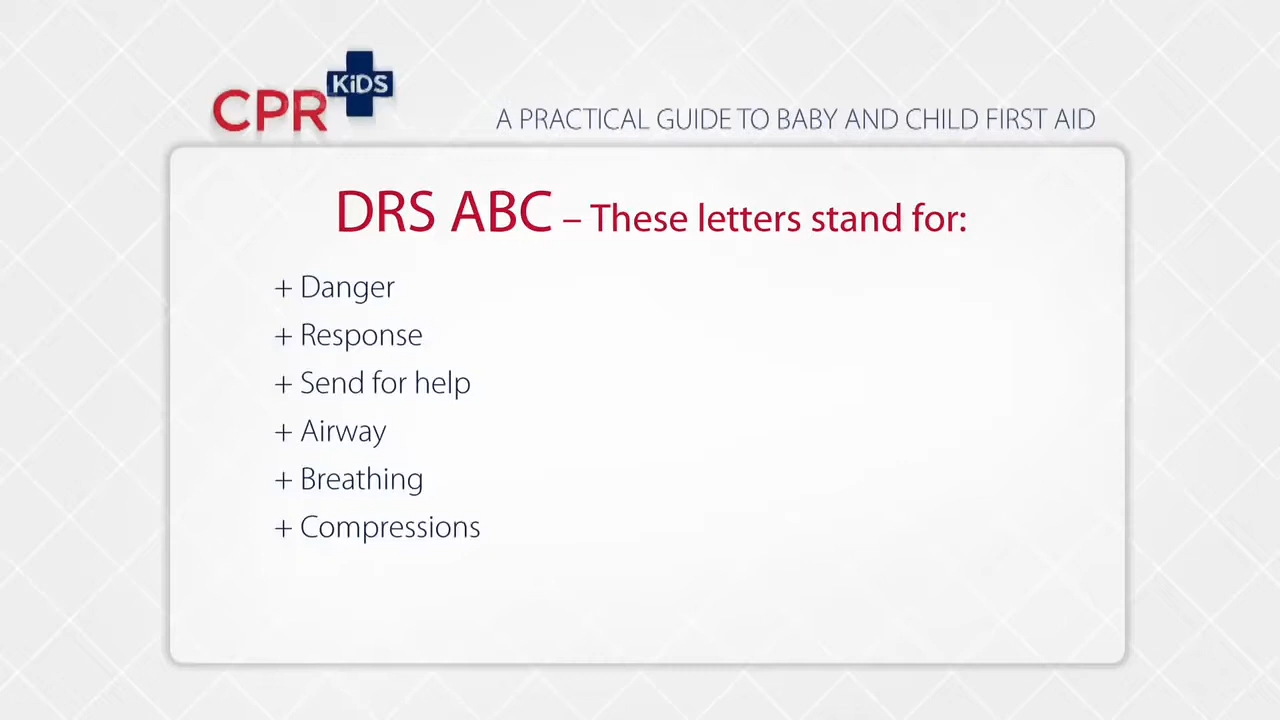 CPR KiDS
A PRACTICAL GUIDE TO BABY AND CHILD FIRST AID
DRS ABC – These letters stand for:
+ Danger
+ Response
+ Send for help
+ Airway
+ Breathing
+ Compressions